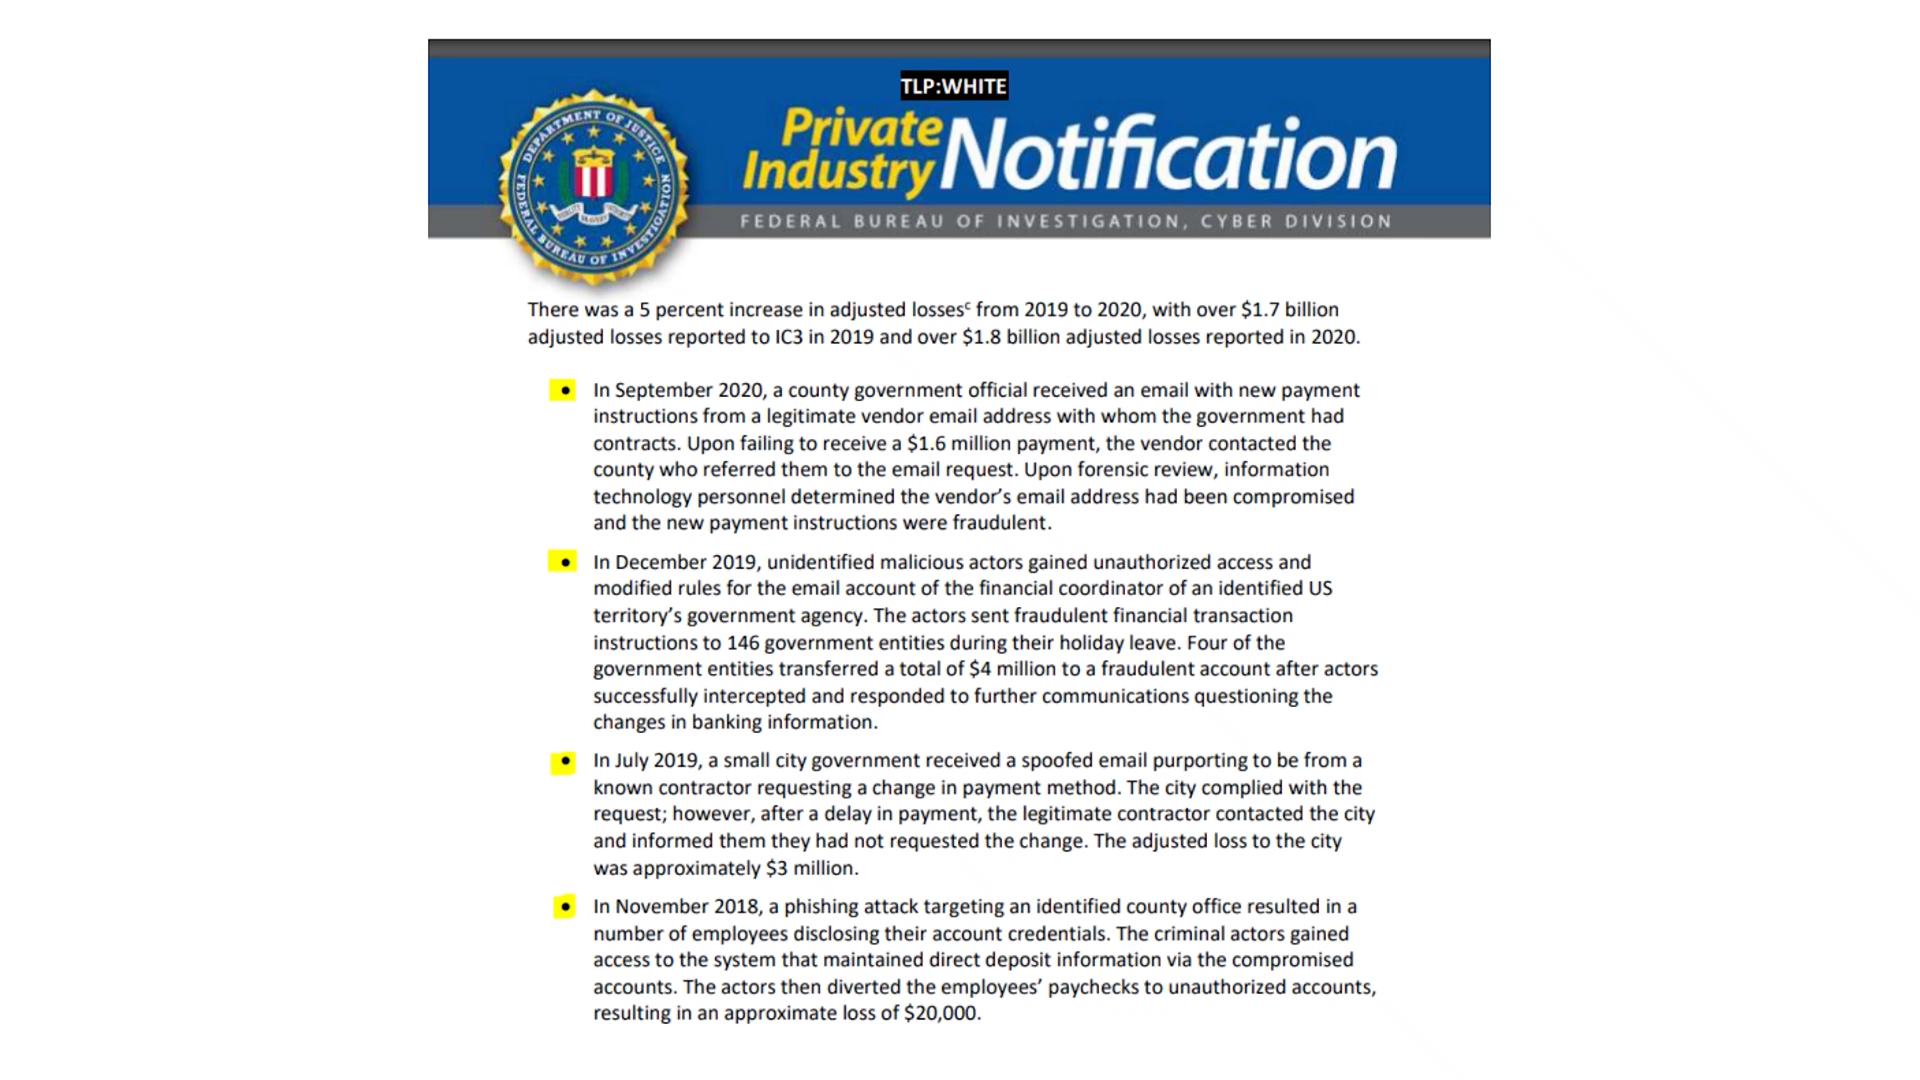 TLP:WHITE
Private
Industry Notification
FEDERAL BUREAU OF INVESTIGATION, CYBER DIVISION
DEPARTMENT OF JUSTICE
FEDERAL BUREAU OF INVESTIGATION
There was a 5 percent increase in adjusted lossesᶜ from 2019 to 2020, with over $1.7 billion
adjusted losses reported to IC3 in 2019 and over $1.8 billion adjusted losses reported in 2020.
• In September 2020, a county government official received an email with new payment
instructions from a legitimate vendor email address with whom the government had
contracts. Upon failing to receive a $1.6 million payment, the vendor contacted the
county who referred them to the email request. Upon forensic review, information
technology personnel determined the vendor’s email address had been compromised
and the new payment instructions were fraudulent.
• In December 2019, unidentified malicious actors gained unauthorized access and
modified rules for the email account of the financial coordinator of an identified US
territory’s government agency. The actors sent fraudulent financial transaction
instructions to 146 government entities during their holiday leave. Four of the
government entities transferred a total of $4 million to a fraudulent account after actors
successfully intercepted and responded to further communications questioning the
changes in banking information.
• In July 2019, a small city government received a spoofed email purporting to be from a
known contractor requesting a change in payment method. The city complied with the
request; however, after a delay in payment, the legitimate contractor contacted the city
and informed them they had not requested the change. The adjusted loss to the city
was approximately $3 million.
• In November 2018, a phishing attack targeting an identified county office resulted in a
number of employees disclosing their account credentials. The criminal actors gained
access to the system that maintained direct deposit information via the compromised
accounts. The actors then diverted the employees’ paychecks to unauthorized accounts,
resulting in an approximate loss of $20,000.